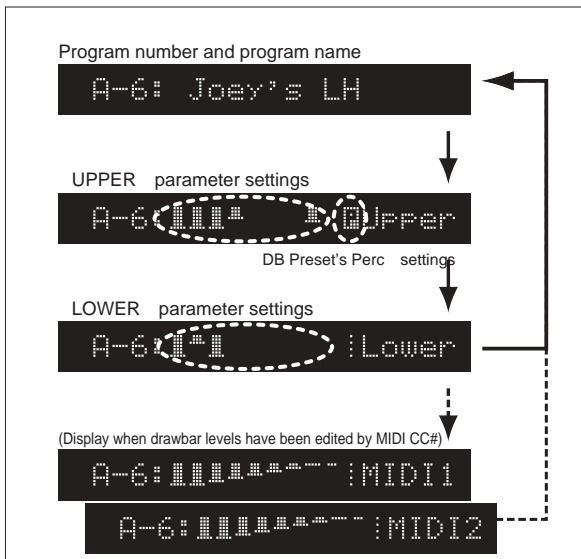 Program number and program name
A-6: Joey's LH
UPPER parameter settings
A-6: Upper
DB Preset's Perc settings
LOWER parameter settings
A-6: Lower
(Display when drawbar levels have been edited by MIDI CC#)
A-6: MIDI1
A-6: MIDI2